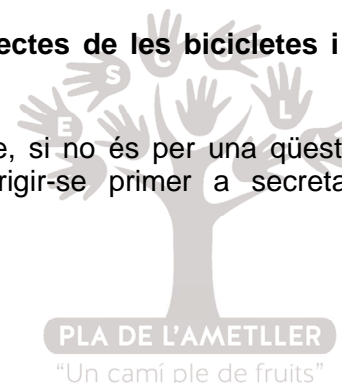 ectes de les bicicletes i
e, si no és per una qüest
rigir-se primer a secreta
E S C O L
PLA DE L'AMETLLER
"Un camí ple de fruits"